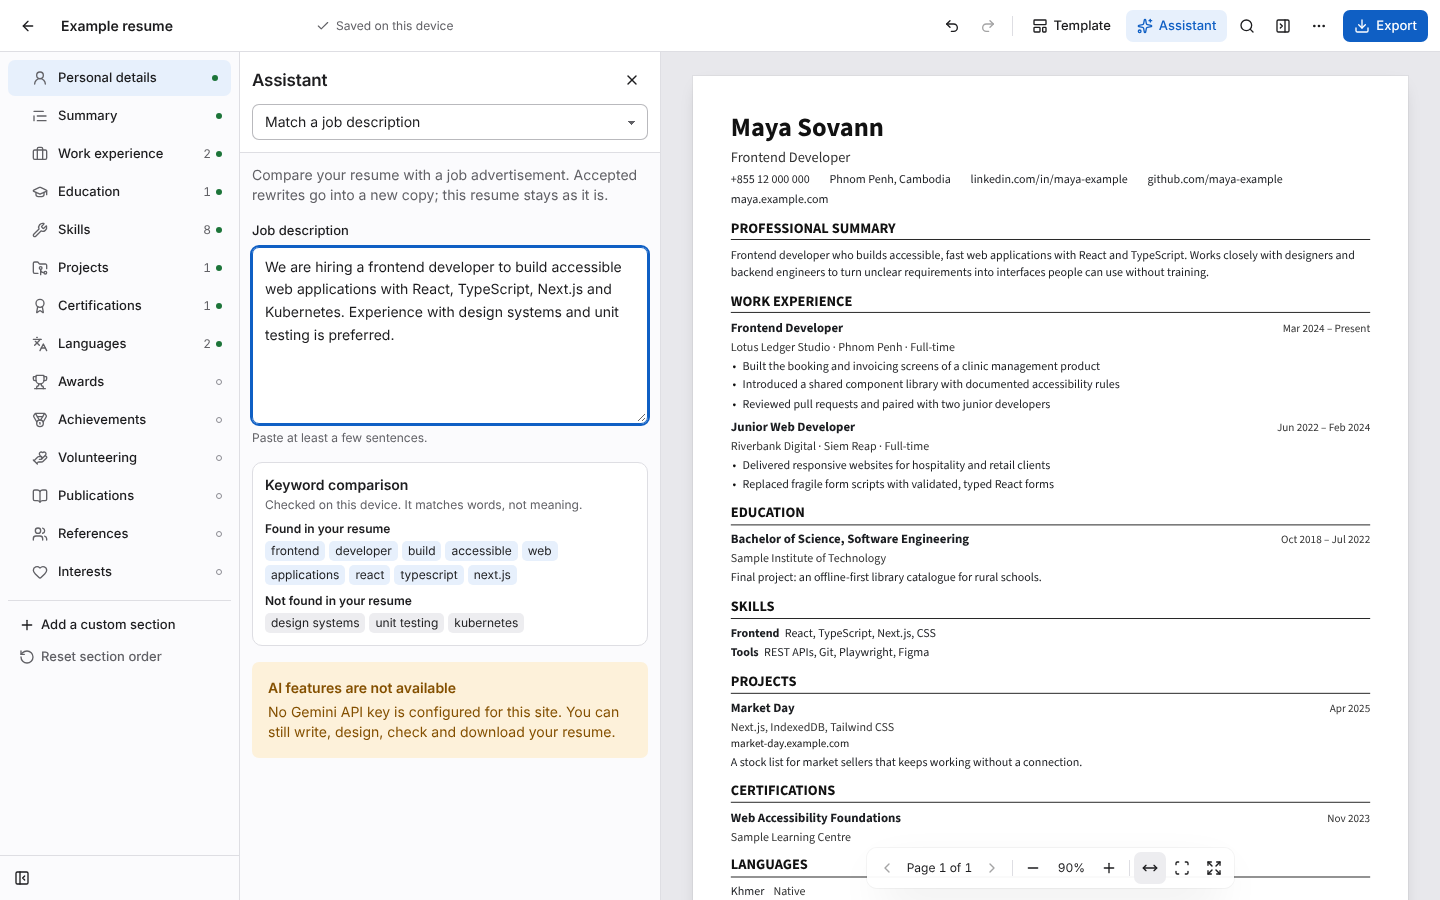 Example resume
Saved on this device
Template
Assistant
Export
Personal details
Summary
Work experience 2
Education 1
Skills 8
Projects 1
Certifications 1
Languages 2
Awards
Achievements
Volunteering
Publications
References
Interests
Add a custom section
Reset section order
Assistant
Match a job description
Compare your resume with a job advertisement. Accepted
rewrites go into a new copy; this resume stays as it is.
Job description
We are hiring a frontend developer to build accessible
web applications with React, TypeScript, Next.js and
Kubernetes. Experience with design systems and unit
testing is preferred.
Paste at least a few sentences.
Keyword comparison
Checked on this device. It matches words, not meaning.
Found in your resume
frontend developer build accessible web
applications react typescript next.js
Not found in your resume
design systems unit testing kubernetes
AI features are not available
No Gemini API key is configured for this site. You can
still write, design, check and download your resume.
Maya Sovann
Frontend Developer
+855 12 000 000 Phnom Penh, Cambodia linkedin.com/in/maya-example github.com/maya-example
maya.example.com
PROFESSIONAL SUMMARY
Frontend developer who builds accessible, fast web applications with React and TypeScript. Works closely with designers and
backend engineers to turn unclear requirements into interfaces people can use without training.
WORK EXPERIENCE
Frontend Developer Mar 2024 – Present
Lotus Ledger Studio · Phnom Penh · Full-time
• Built the booking and invoicing screens of a clinic management product
• Introduced a shared component library with documented accessibility rules
• Reviewed pull requests and paired with two junior developers
Junior Web Developer Jun 2022 – Feb 2024
Riverbank Digital · Siem Reap · Full-time
• Delivered responsive websites for hospitality and retail clients
• Replaced fragile form scripts with validated, typed React forms
EDUCATION
Bachelor of Science, Software Engineering Oct 2018 – Jul 2022
Sample Institute of Technology
Final project: an offline-first library catalogue for rural schools.
SKILLS
Frontend React, TypeScript, Next.js, CSS
Tools REST APIs, Git, Playwright, Figma
PROJECTS
Market Day Apr 2025
Next.js, IndexedDB, Tailwind CSS
market-day.example.com
A stock list for market sellers that keeps working without a connection.
CERTIFICATIONS
Web Accessibility Foundations Nov 2023
Sample Learning Centre
LANGUAGES
Khmer Native
Page 1 of 1
90%